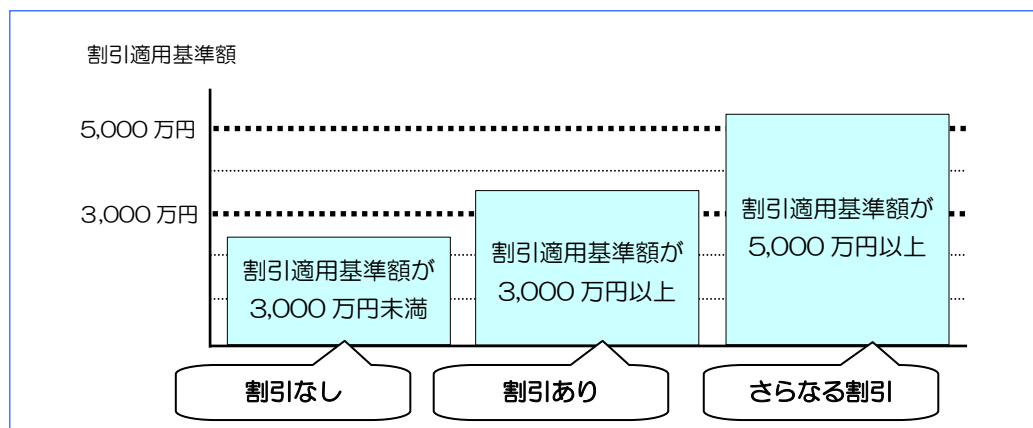 割引適用基準額
5,000 万円
3,000 万円
割引適用基準額が
3,000 万円未満
割引適用基準額が
3,000 万円以上
割引適用基準額が
5,000 万円以上
割引なし
割引あり
さらなる割引